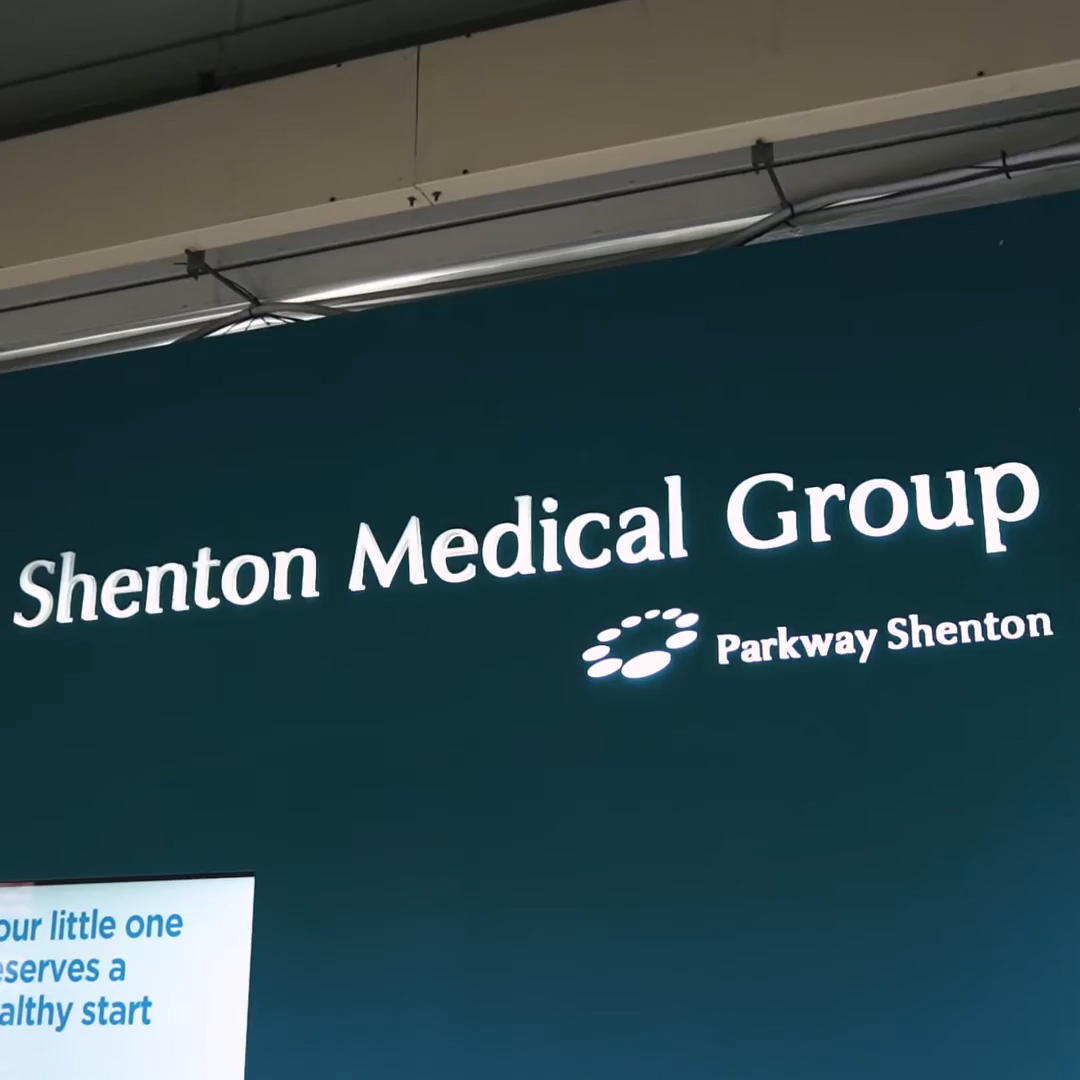 Shenton Medical Group
Parkway Shenton
our little one
eserves a
althy start